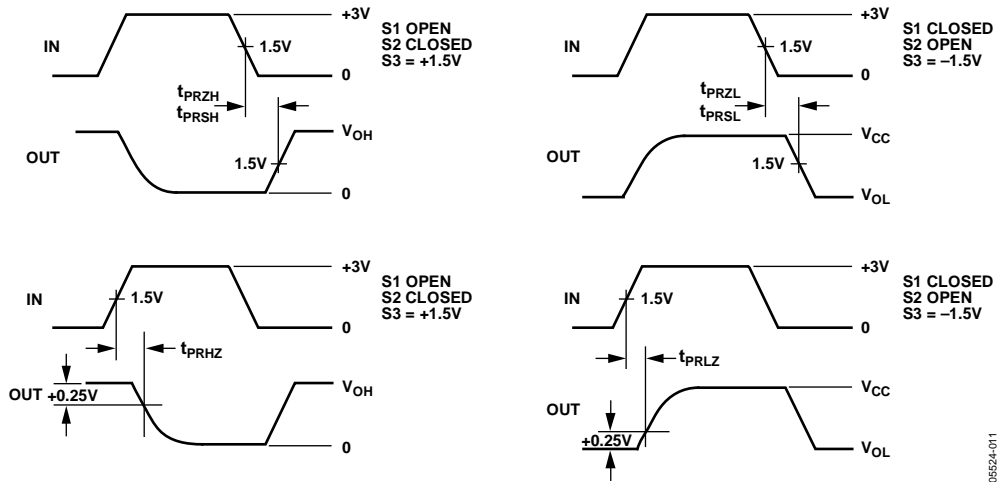 +3V
S1 OPEN
S2 CLOSED
S3 = +1.5V
IN
1.5V
0
tPRZH
tPRSH
VOH
OUT
1.5V
0
+3V
S1 CLOSED
S2 OPEN
S3 = –1.5V
IN
1.5V
0
tPRZL
tPRSL
VCC
OUT
1.5V
VOL
+3V
S1 OPEN
S2 CLOSED
S3 = +1.5V
IN
1.5V
0
tPRHZ
VOH
OUT
+0.25V
0
+3V
S1 CLOSED
S2 OPEN
S3 = –1.5V
IN
1.5V
0
tPRLZ
VCC
OUT
+0.25V
VOL
05524-011